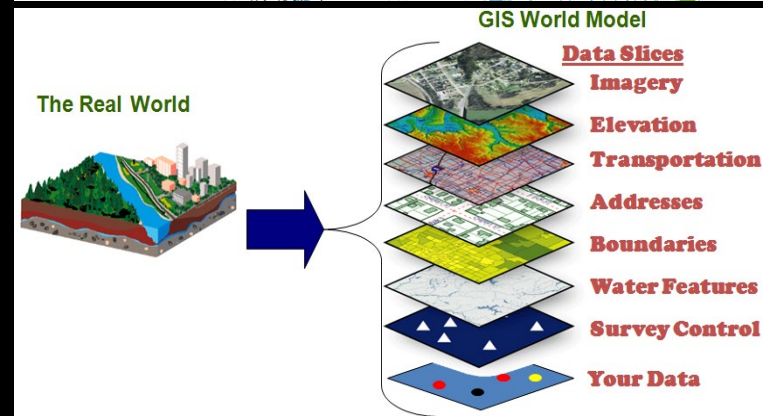 GIS World Model
The Real World
Data Slices
Imagery
Elevation
Transportation
Addresses
Boundaries
Water Features
Survey Control
Your Data